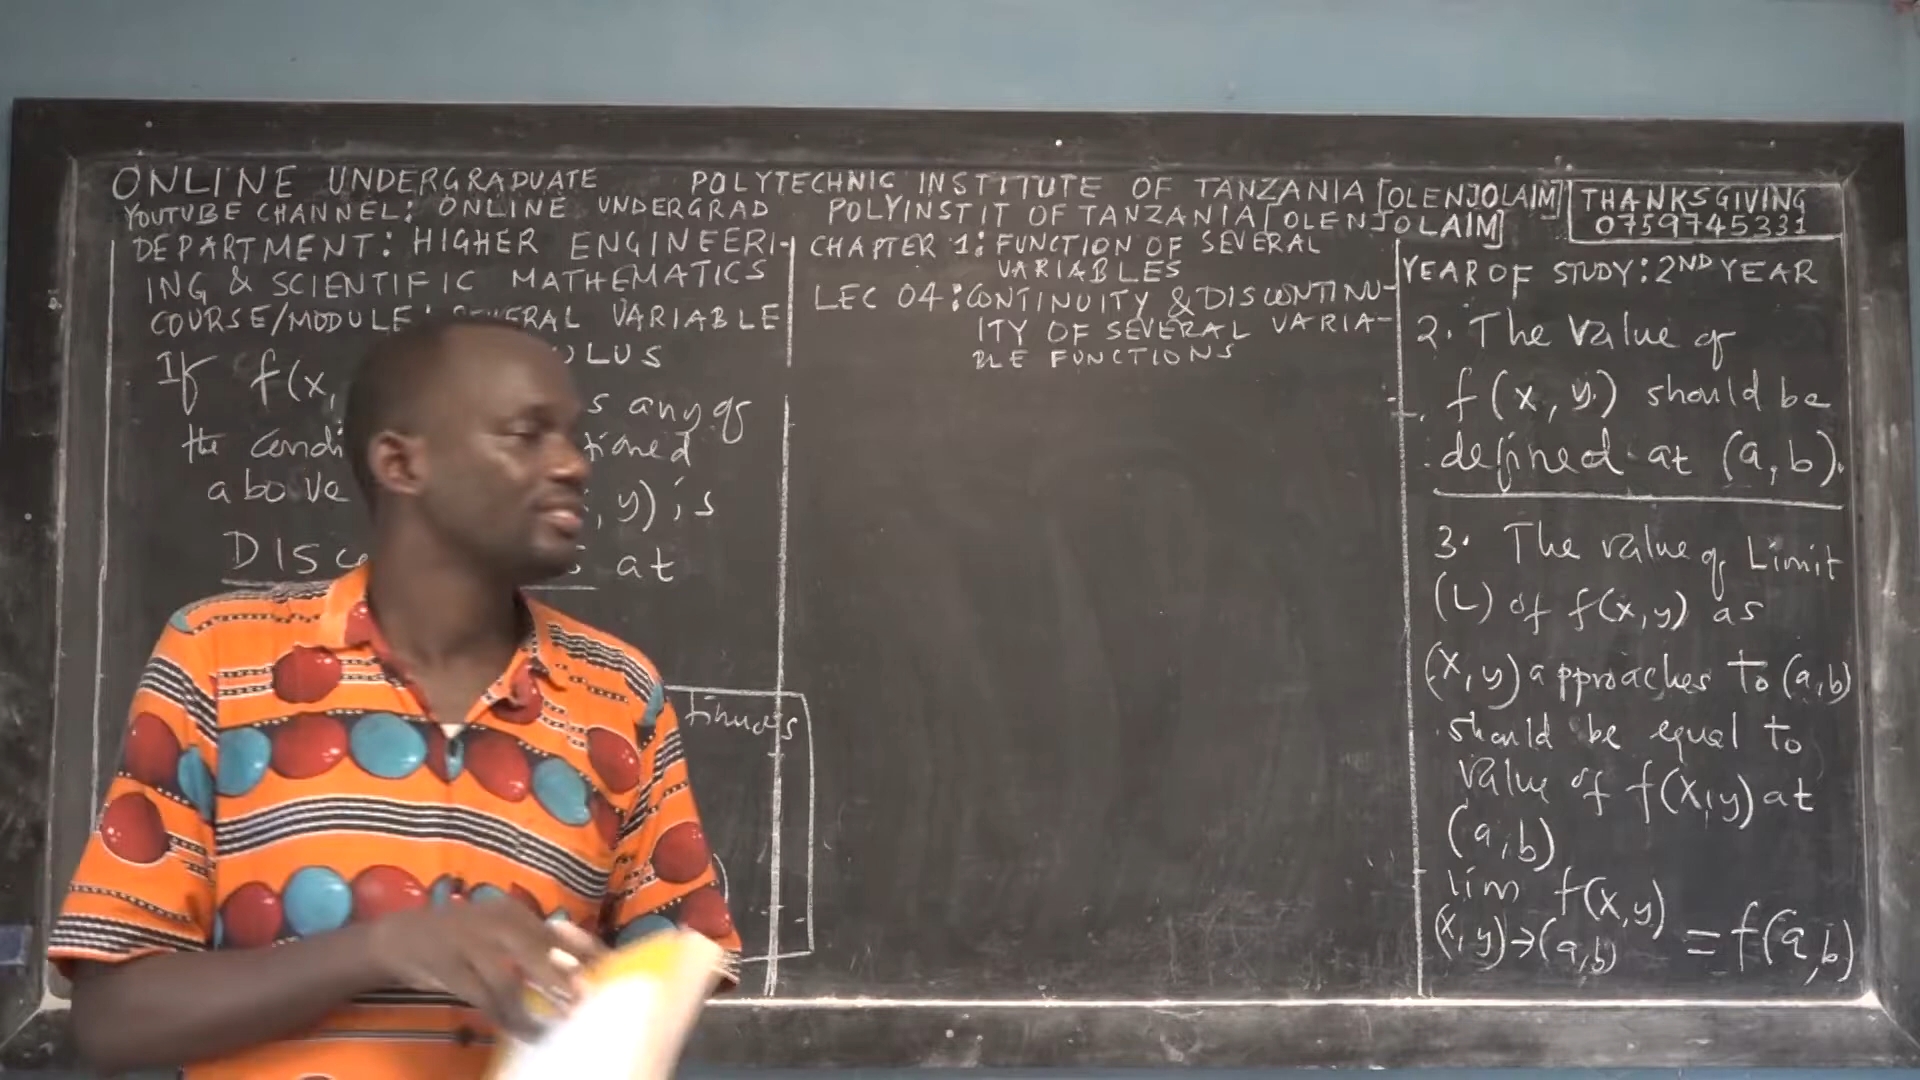 ONLINE UNDERGRADUATE POLYTECHNIC INSTITUTE OF TANZANIA [OLENJOLAIM]
YOUTUBE CHANNEL: ONLINE UNDERGRAD POLYINSTIT OF TANZANIA [OLENJOLAIM]
THANKSGIVING
0759745331
DEPARTMENT: HIGHER ENGINEERI-
ING & SCIENTIFIC MATHEMATICS
COURSE/MODULE: VARIABLE
If f(x, any of
the
above , y) is
at
CHAPTER 1: FUNCTION OF SEVERAL
VARIABLES
LEC 04: CONTINUITY & DISCONTINU-
ITY OF SEVERAL VARIA-
BLE FUNCTIONS
YEAR OF STUDY: 2ND YEAR
2. The value of
f(x, y) should be
defined at (a, b).
3. The value of Limit
(L) of f(x, y) as
(x, y) approaches to (a, b)
should be equal to
value of f(x, y) at
(a, b)
lim f(x, y)
(x, y) → (a, b) = f(a, b)